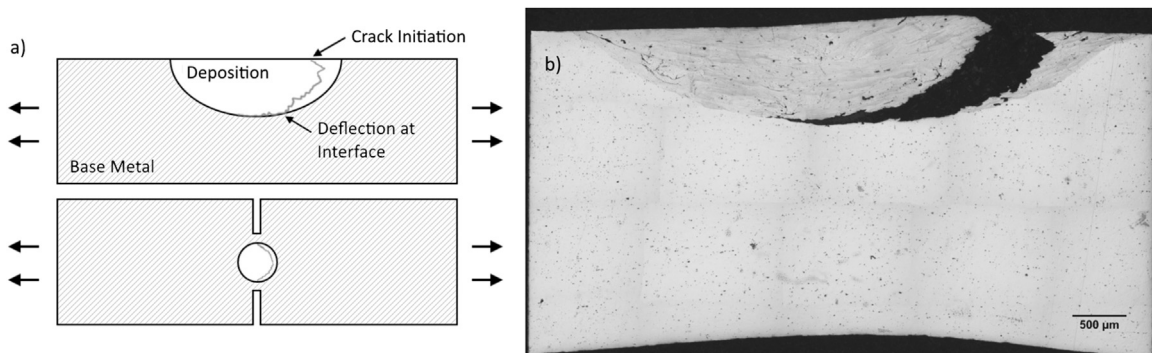 a)
Crack Initiation
Deposition
Deflection at
Interface
Base Metal
b)
500 µm